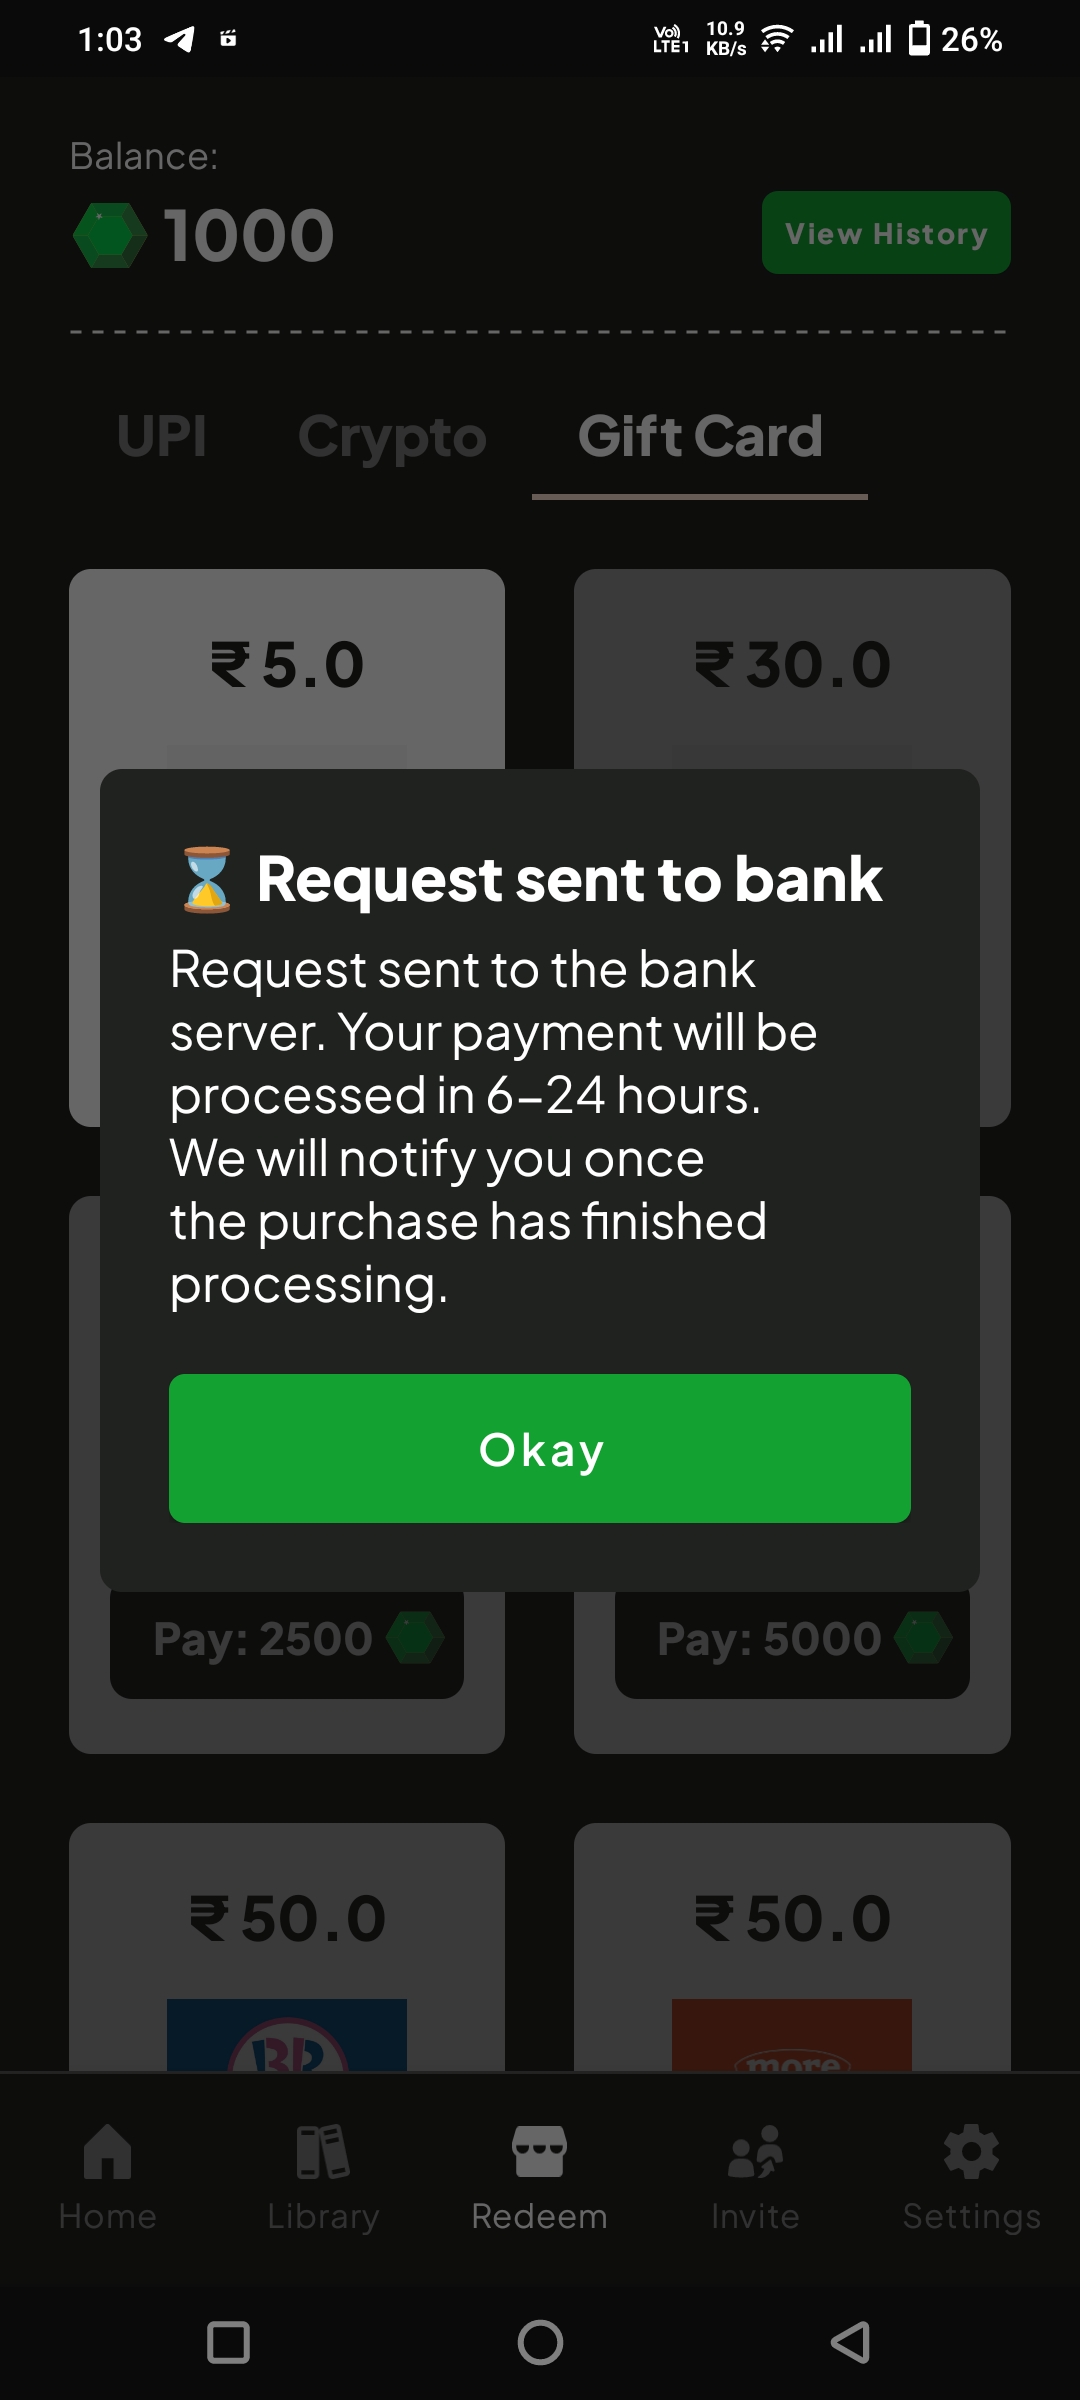 1:03
Vo)) LTE1
10.9 KB/s
26%
Balance:
1000
View History
UPI Crypto Gift Card
₹ 5.0
₹ 30.0
⌛ Request sent to bank
Request sent to the bank
server. Your payment will be
processed in 6–24 hours.
We will notify you once
the purchase has finished
processing.
Okay
Pay: 2500
Pay: 5000
₹ 50.0
₹ 50.0
BR
more
Home Library Redeem Invite Settings